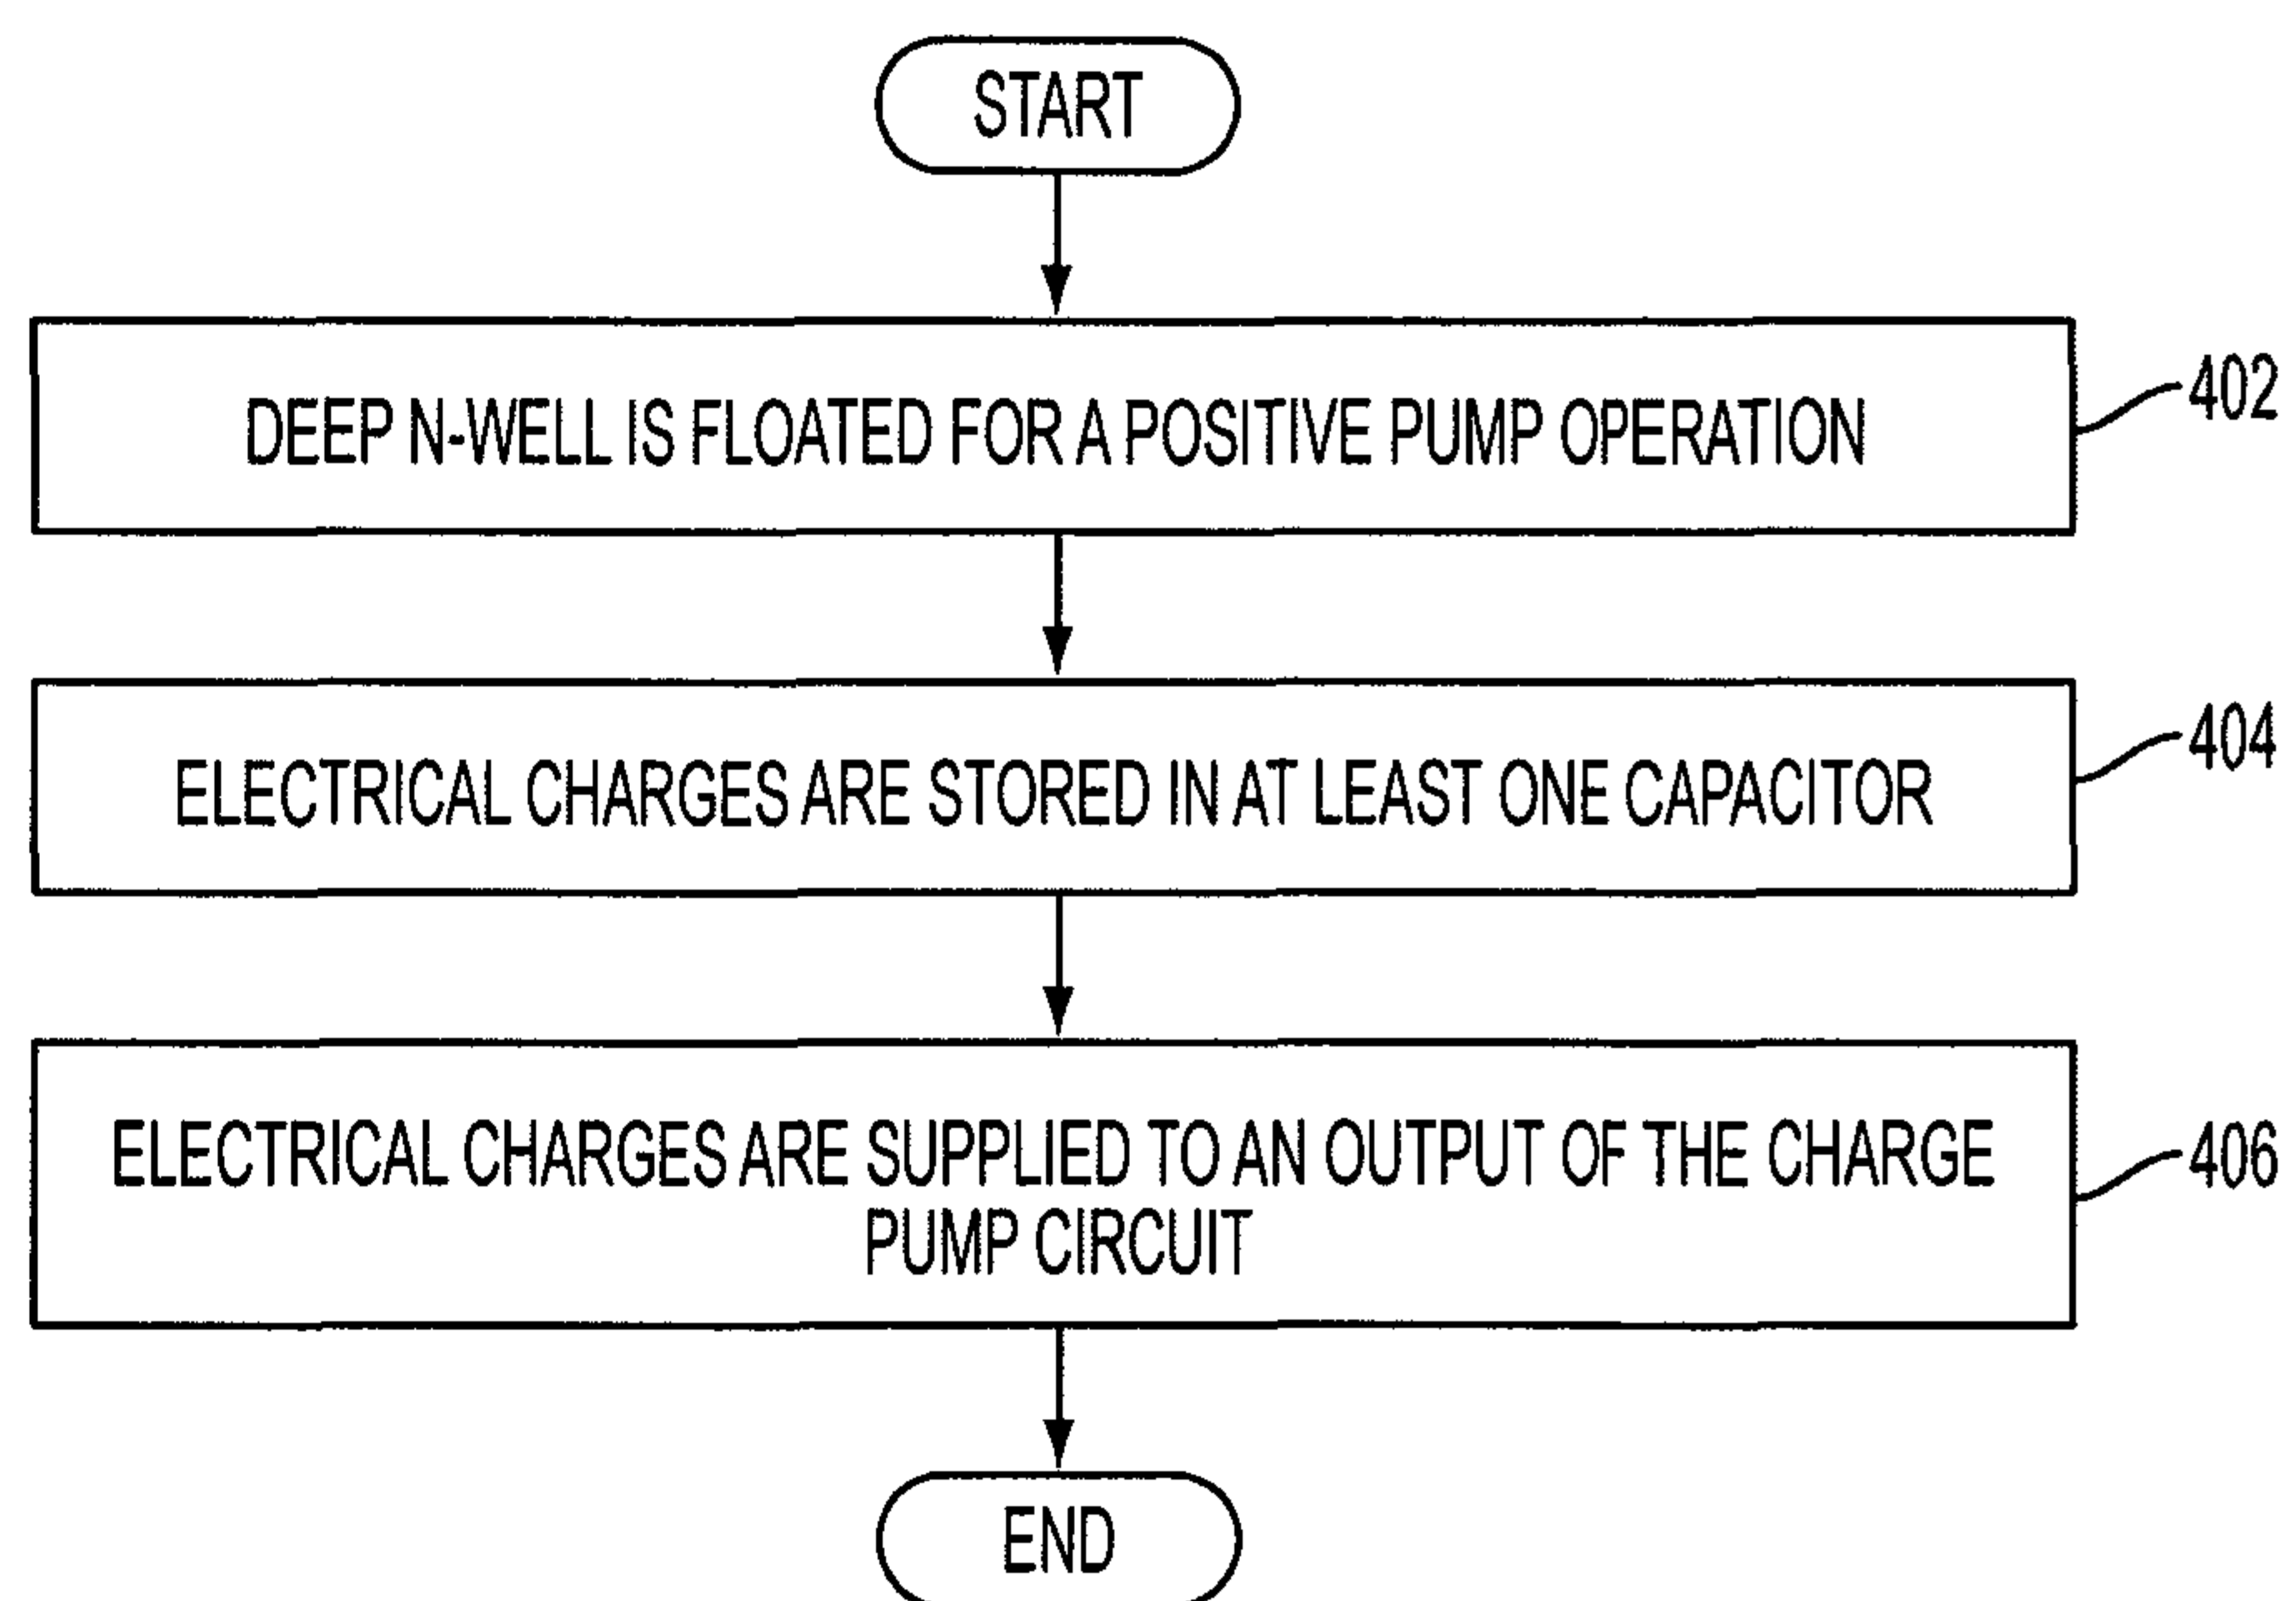 START
DEEP N-WELL IS FLOATED FOR A POSITIVE PUMP OPERATION
402
ELECTRICAL CHARGES ARE STORED IN AT LEAST ONE CAPACITOR
404
ELECTRICAL CHARGES ARE SUPPLIED TO AN OUTPUT OF THE CHARGE
PUMP CIRCUIT
406
END